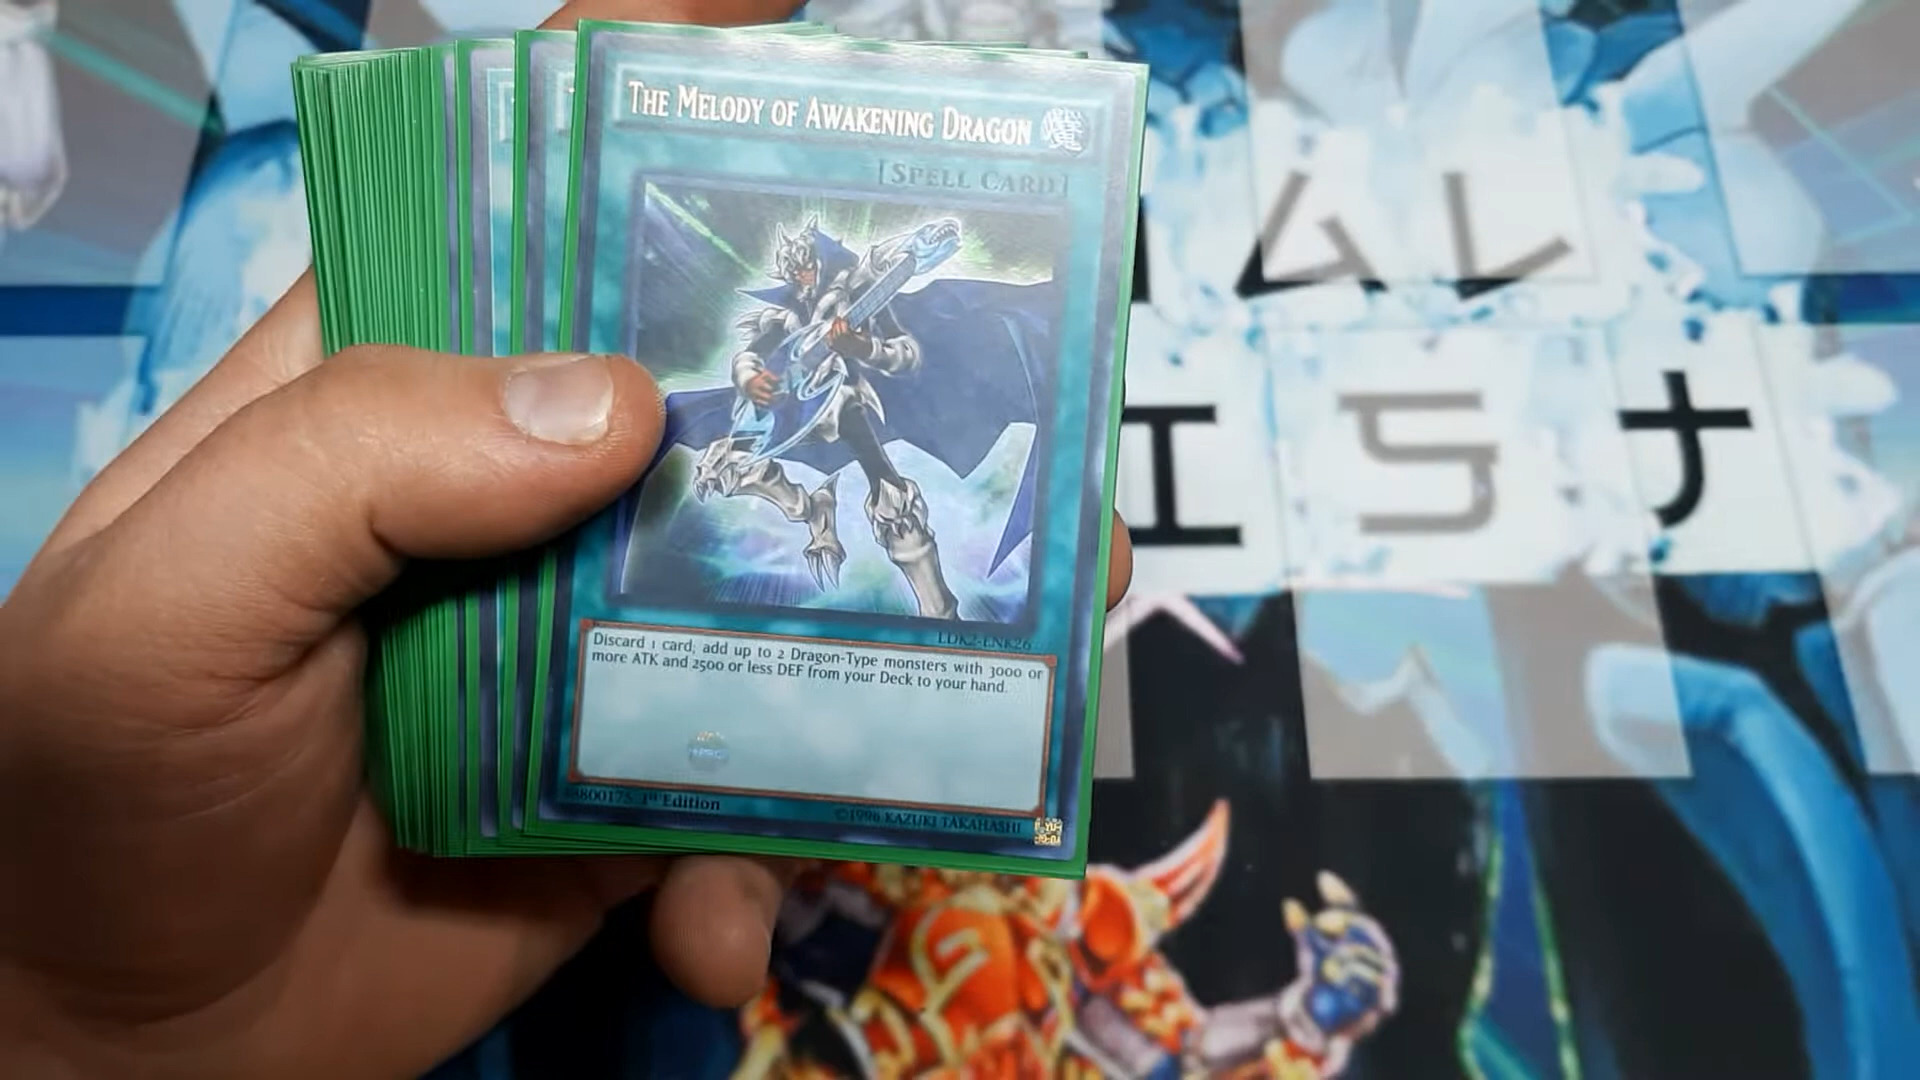 THE MELODY OF AWAKENING DRAGON
[SPELL CARD]
LDK2-ENK26
Discard 1 card; add up to 2 Dragon-Type monsters with 3000 or
more ATK and 2500 or less DEF from your Deck to your hand.
1st Edition
©1996 KAZUKI TAKAHASHI